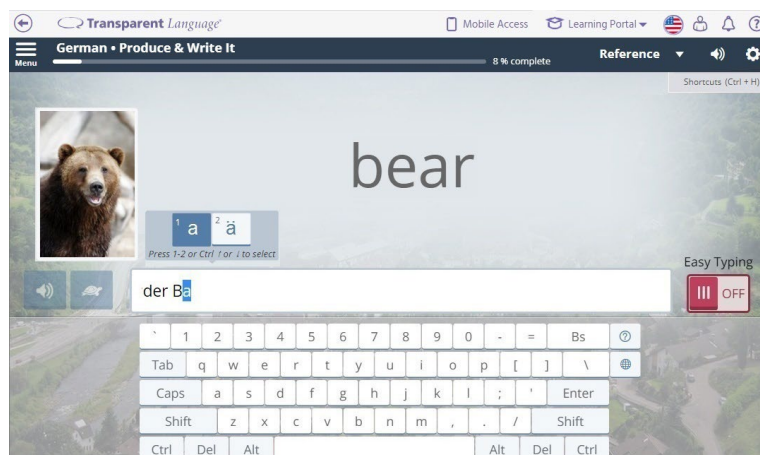 Transparent Language
Mobile Access
Learning Portal
Menu
German • Produce & Write It
8 % complete
Reference
Shortcuts (Ctrl + H)
bear
1 a 2 ä
Press 1-2 or Ctrl ↑ or ↓ to select
Easy Typing
der Ba
OFF
` 1 2 3 4 5 6 7 8 9 0 - = Bs
Tab q w e r t y u i o p [ ] \
Caps a s d f g h j k l ; ' Enter
Shift z x c v b n m , . / Shift
Ctrl Del Alt Alt Del Ctrl